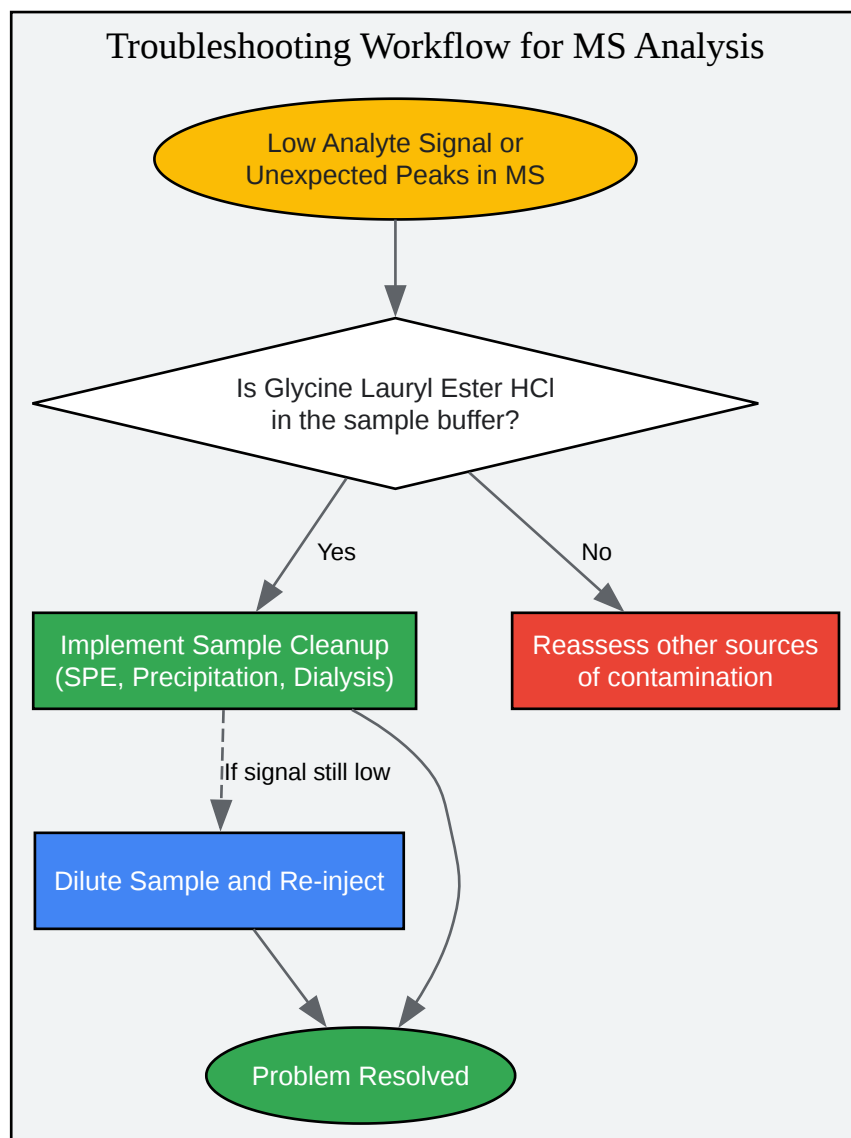 Troubleshooting Workflow for MS Analysis
Low Analyte Signal or
Unexpected Peaks in MS
Is Glycine Lauryl Ester HCl
in the sample buffer?
Yes
No
Implement Sample Cleanup
(SPE, Precipitation, Dialysis)
Reassess other sources
of contamination
If signal still low
Dilute Sample and Re-inject
Problem Resolved